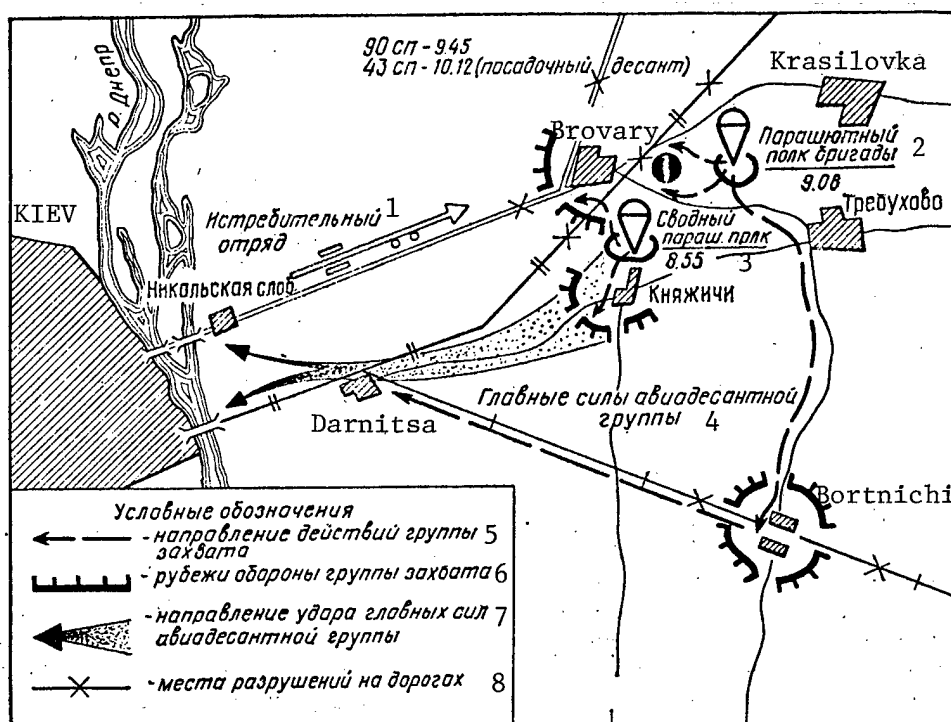 90 сп - 9.45
43 сп - 10.12 (посадочный десант)
р. Днепр
Krasilovka
Brovary
Парашютный 2
полк бригады
9.08
KIEV
Истребительный 1
отряд
Требухово
Сводный
параш. полк
8.55 3
Никольская слоб.
Княжичи
Главные силы авиадесантной
группы 4
Darnitsa
Bortnichi
Условные обозначения
- направление действий группы 5
захвата
- рубежи обороны группы захвата 6
- направление удара главных сил 7
авиадесантной группы
- места разрушений на дорогах 8